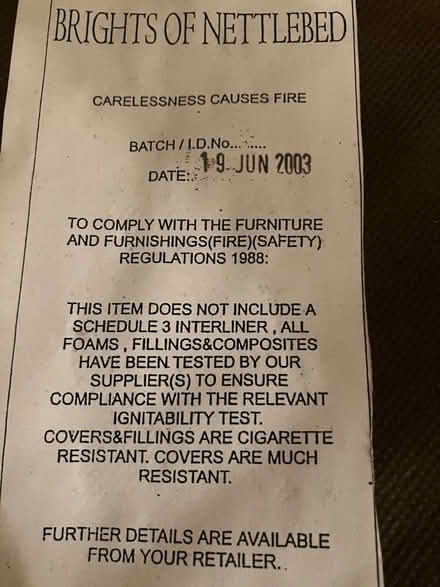 BRIGHTS OF NETTLEBED
CARELESSNESS CAUSES FIRE
BATCH / I.D.No........
DATE:. 19 JUN 2003
TO COMPLY WITH THE FURNITURE
AND FURNISHINGS(FIRE)(SAFETY)
REGULATIONS 1988:
THIS ITEM DOES NOT INCLUDE A
SCHEDULE 3 INTERLINER , ALL
FOAMS , FILLINGS&COMPOSITES
HAVE BEEN TESTED BY OUR
SUPPLIER(S) TO ENSURE
COMPLIANCE WITH THE RELEVANT
IGNITABILITY TEST.
COVERS&FILLINGS ARE CIGARETTE
RESISTANT. COVERS ARE MUCH
RESISTANT.
FURTHER DETAILS ARE AVAILABLE
FROM YOUR RETAILER..